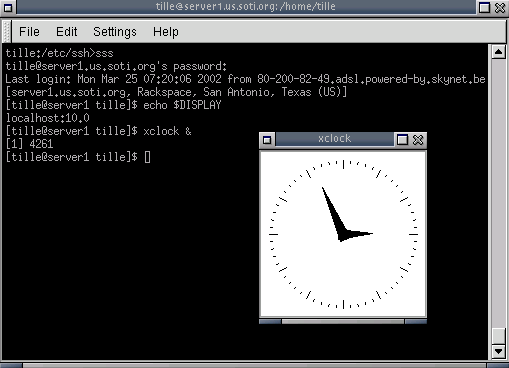 tille@server1.us.soti.org: /home/tille
File Edit Settings Help
tille:/etc/ssh>sss
tille@server1.us.soti.org's password:
Last login: Mon Mar 25 07:20:06 2002 from 80-200-82-49.adsl.powered-by.skynet.be
[server1.us.soti.org, Rackspace, San Antonio, Texas (US)]
[tille@server1 tille]$ echo $DISPLAY
localhost:10.0
[tille@server1 tille]$ xclock &
[1] 4261
[tille@server1 tille]$
xclock